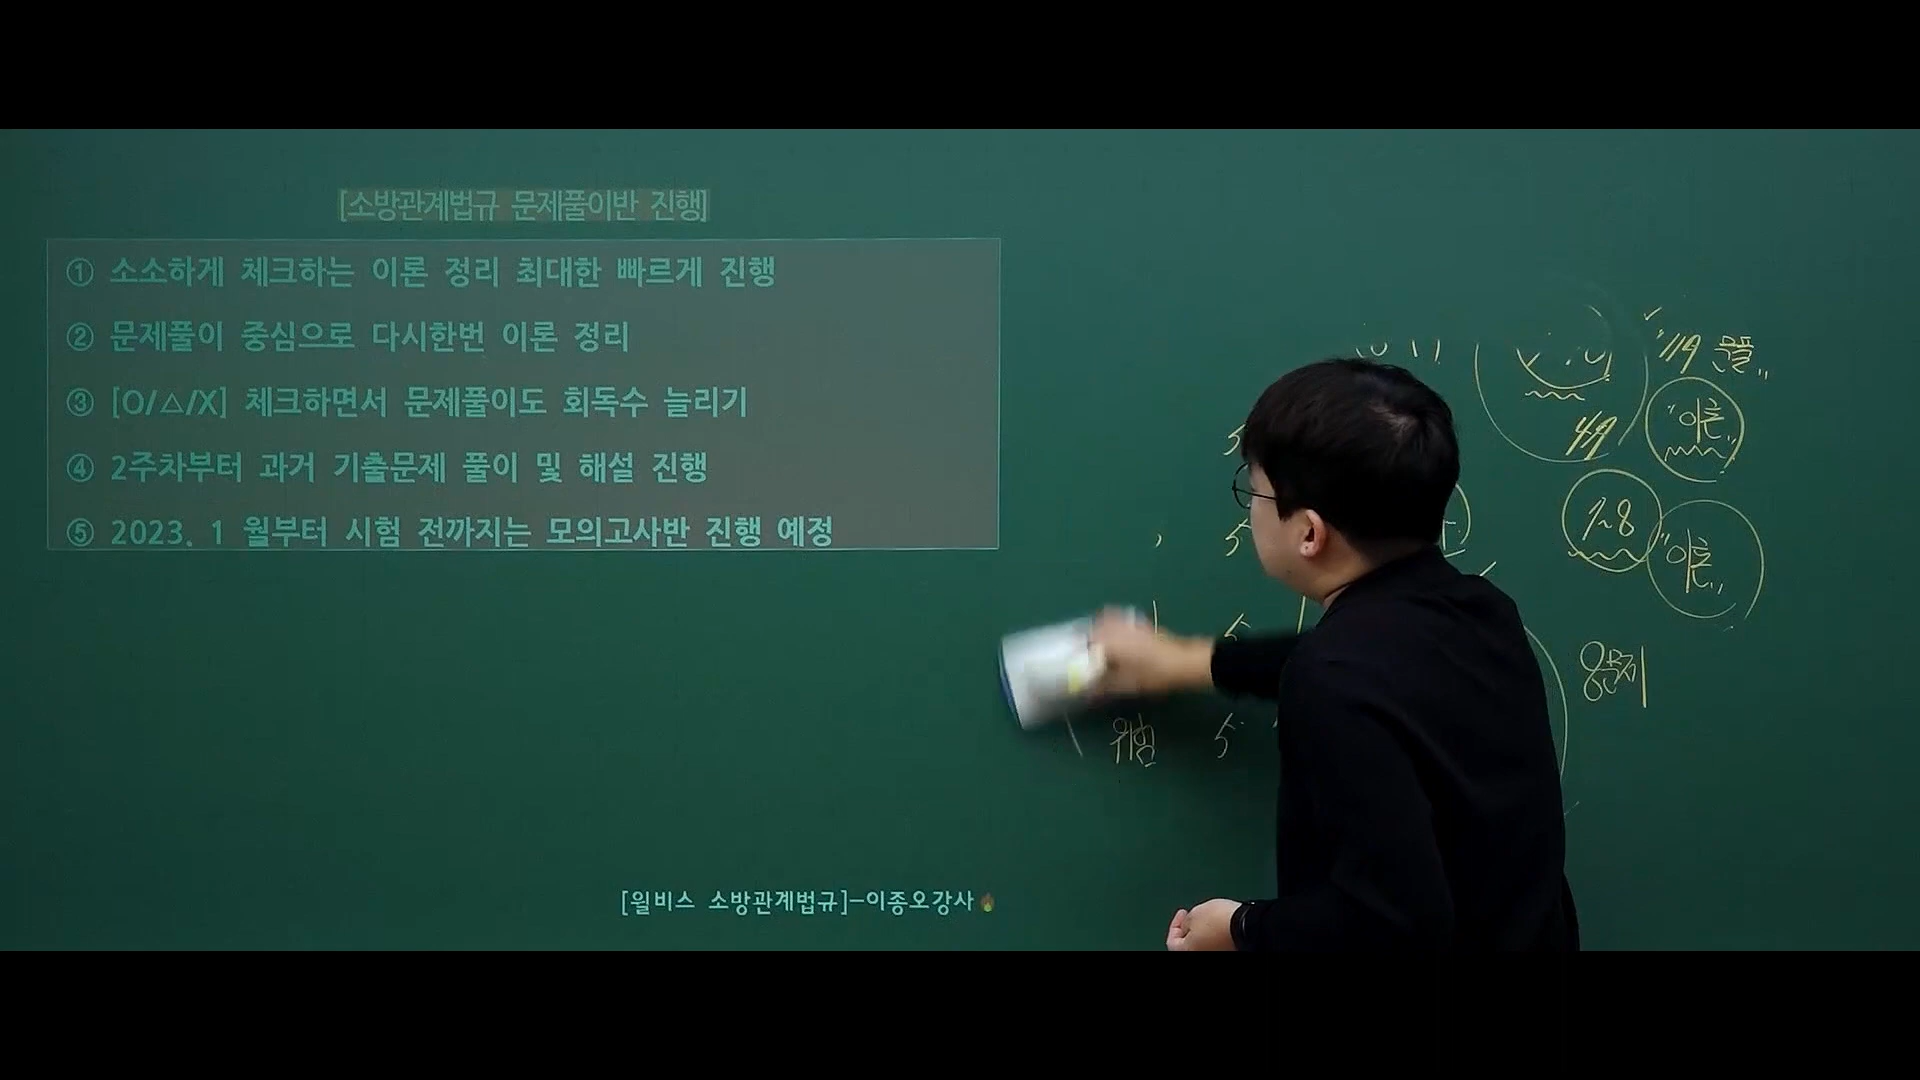 [소방관계법규 문제풀이반 진행]
① 소소하게 체크하는 이론 정리 최대한 빠르게 진행
② 문제풀이 중심으로 다시한번 이론 정리
③ [O/△/X] 체크하면서 문제풀이도 회독수 늘리기
④ 2주차부터 과거 기출문제 풀이 및 해설 진행
⑤ 2023. 1 월부터 시험 전까지는 모의고사반 진행 예정
문풀
"이론"
5
1~8
"이론"
5
5
8문제
위험 5
[윌비스 소방관계법규]-이종오강사